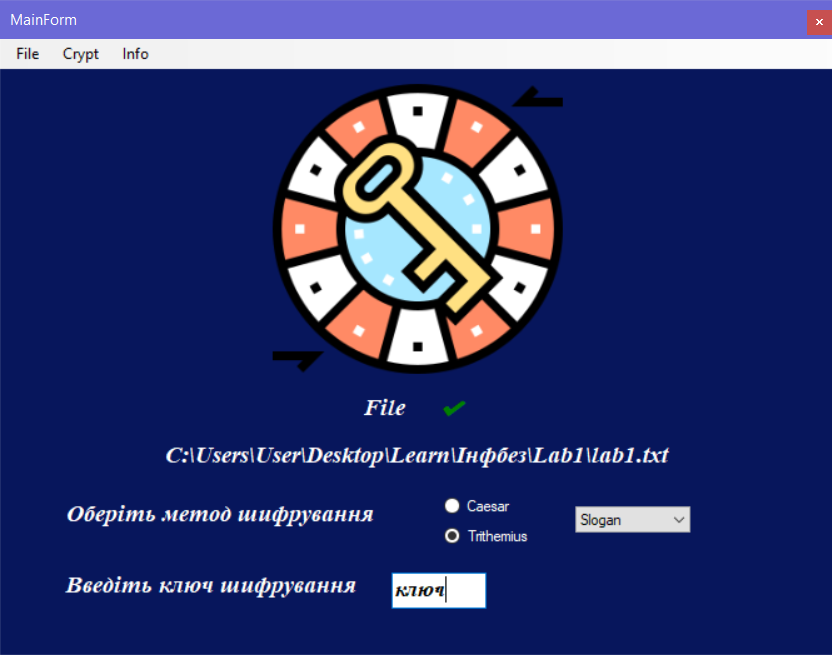 MainForm
File Crypt Info
File
C:\Users\User\Desktop\Learn\Інфбез\Lab1\lab1.txt
Оберіть метод шифрування
Caesar
Trithemius
Slogan
Введіть ключ шифрування
ключ